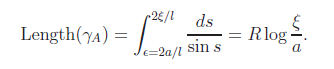 Length(γ_A) = ∫_{ϵ=2a/l}^{2ξ/l} ds / sin s = R log ξ/a.